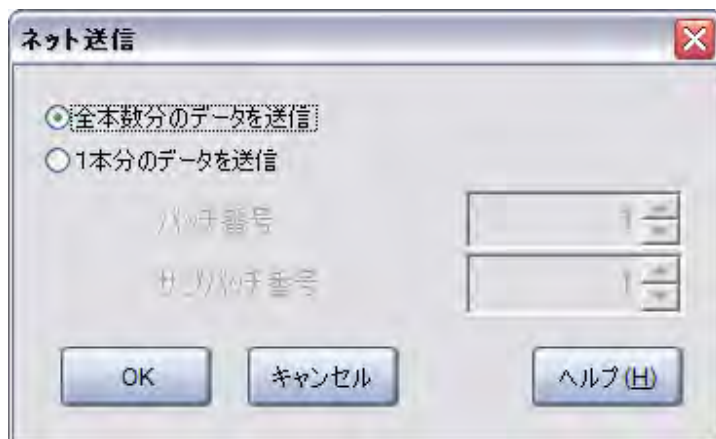 ネット送信
全本数分のデータを送信
1本分のデータを送信
バッチ番号 1
サブバッチ番号 1
OK キャンセル ヘルプ(H)